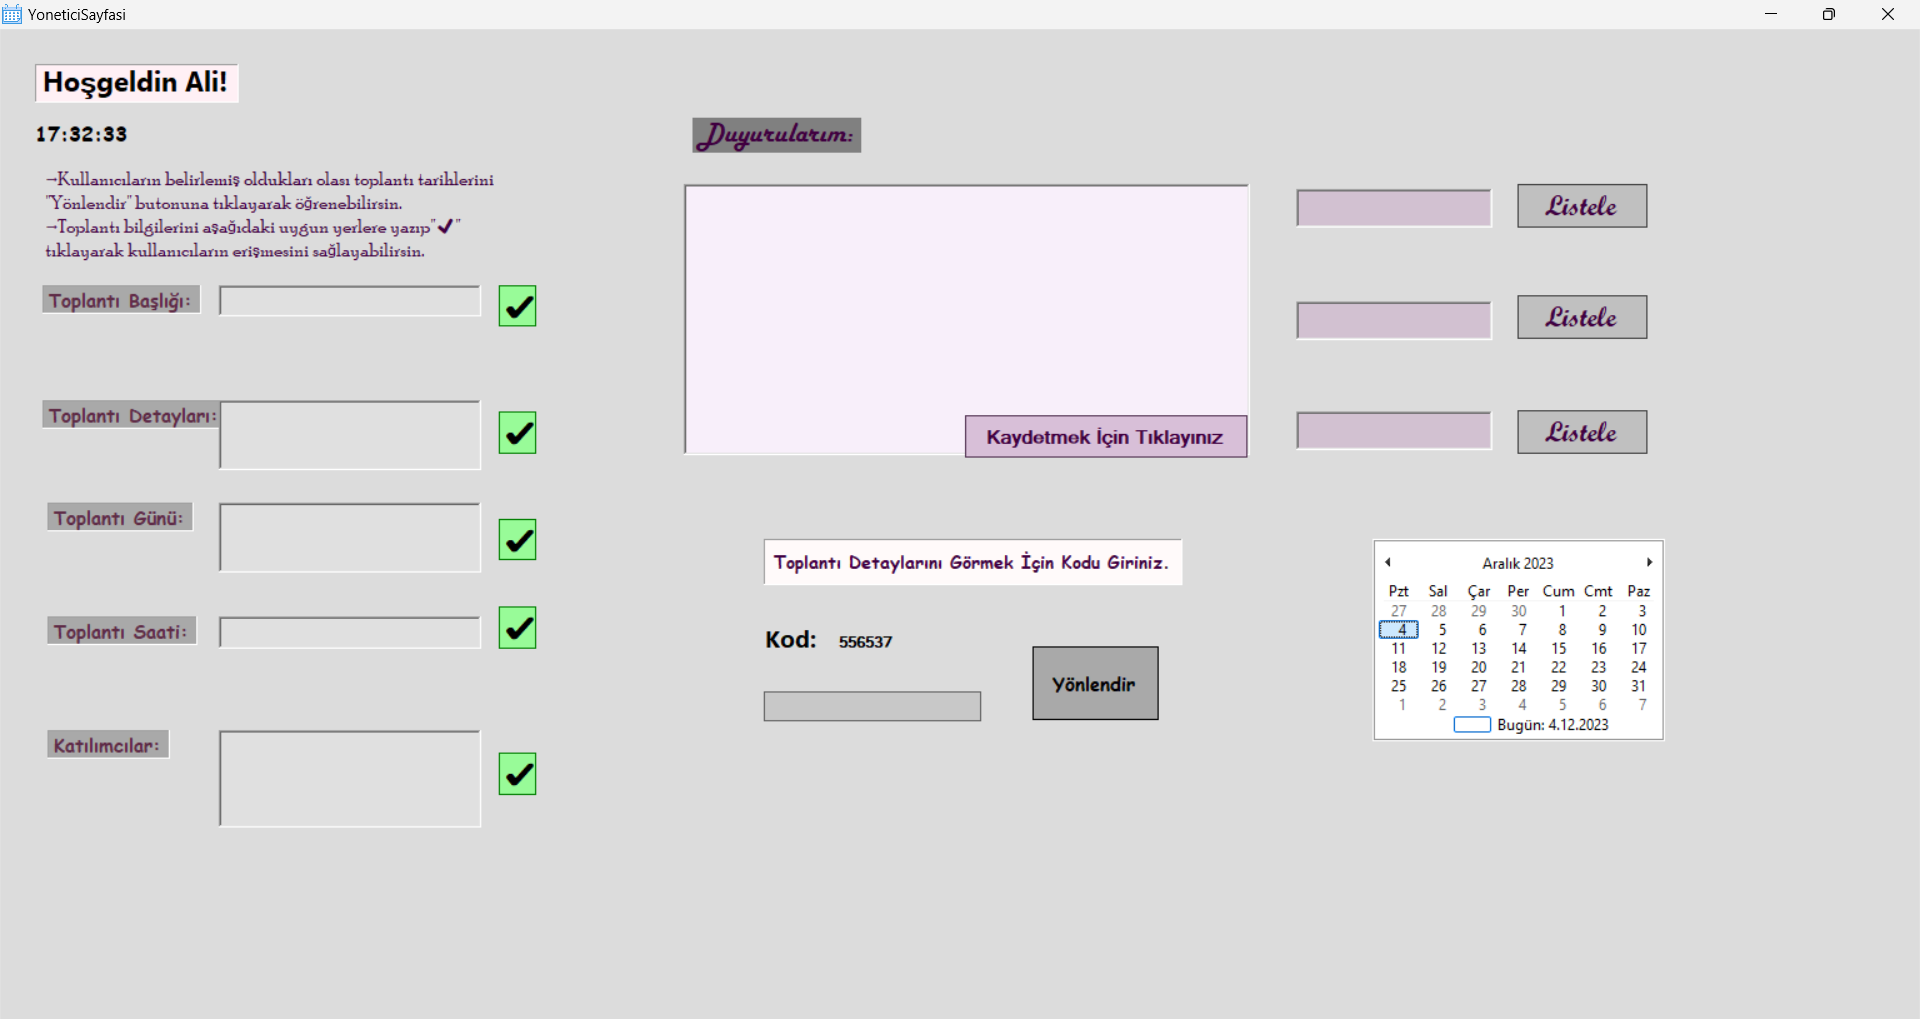 YoneticiSayfasi
Hoşgeldin Ali!
17:32:33
→Kullanıcıların belirlemiş oldukları olası toplantı tarihlerini
"Yönlendir" butonuna tıklayarak öğrenebilirsin.
→Toplantı bilgilerini aşağıdaki uygun yerlere yazıp"✔"
tıklayarak kullanıcıların erişmesini sağlayabilirsin.
Toplantı Başlığı:
Toplantı Detayları:
Toplantı Günü:
Toplantı Saati:
Katılımcılar:
Duyurularım:
Kaydetmek İçin Tıklayınız
Listele
Listele
Listele
Toplantı Detaylarını Görmek İçin Kodu Giriniz.
Kod: 556537
Yönlendir
Aralık 2023
Pzt Sal Çar Per Cum Cmt Paz
27 28 29 30 1 2 3
4 5 6 7 8 9 10
11 12 13 14 15 16 17
18 19 20 21 22 23 24
25 26 27 28 29 30 31
1 2 3 4 5 6 7
Bugün: 4.12.2023